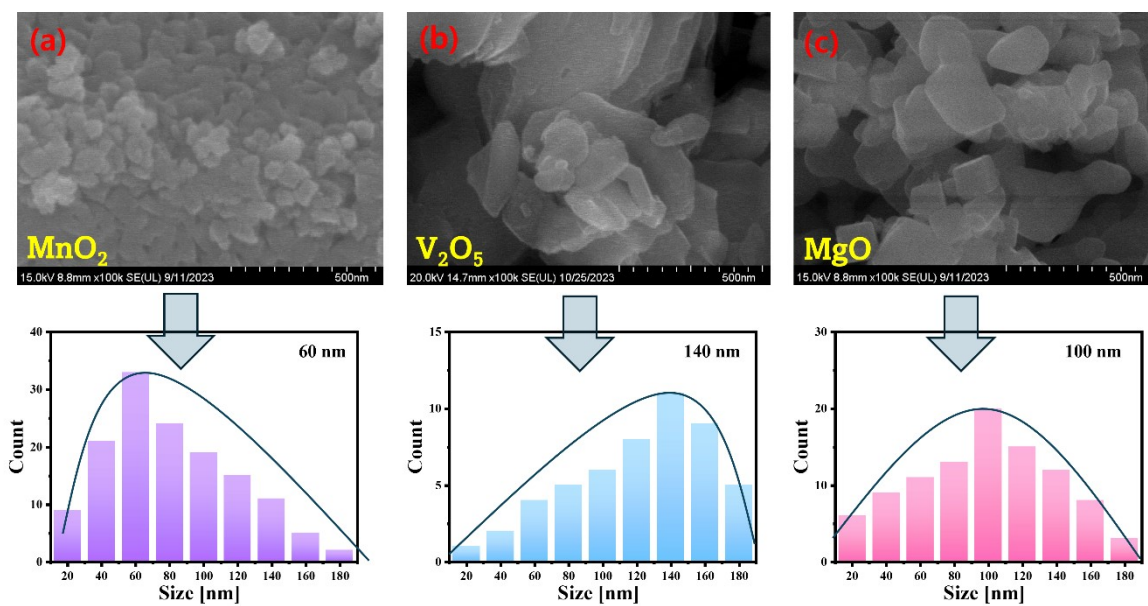 (a)
MnO₂
15.0kV 8.8mm x100k SE(UL) 9/11/2023
500nm
(b)
V₂O₅
20.0kV 14.7mm x100k SE(UL) 10/25/2023
500nm
(c)
MgO
15.0kV 8.8mm x100k SE(UL) 9/11/2023
500nm
40
30
20
10
0
Count
60 nm
20 40 60 80 100 120 140 160 180
Size [nm]
15
10
5
0
Count
140 nm
20 40 60 80 100 120 140 160 180
Size [nm]
30
20
10
0
Count
100 nm
20 40 60 80 100 120 140 160 180
Size [nm]